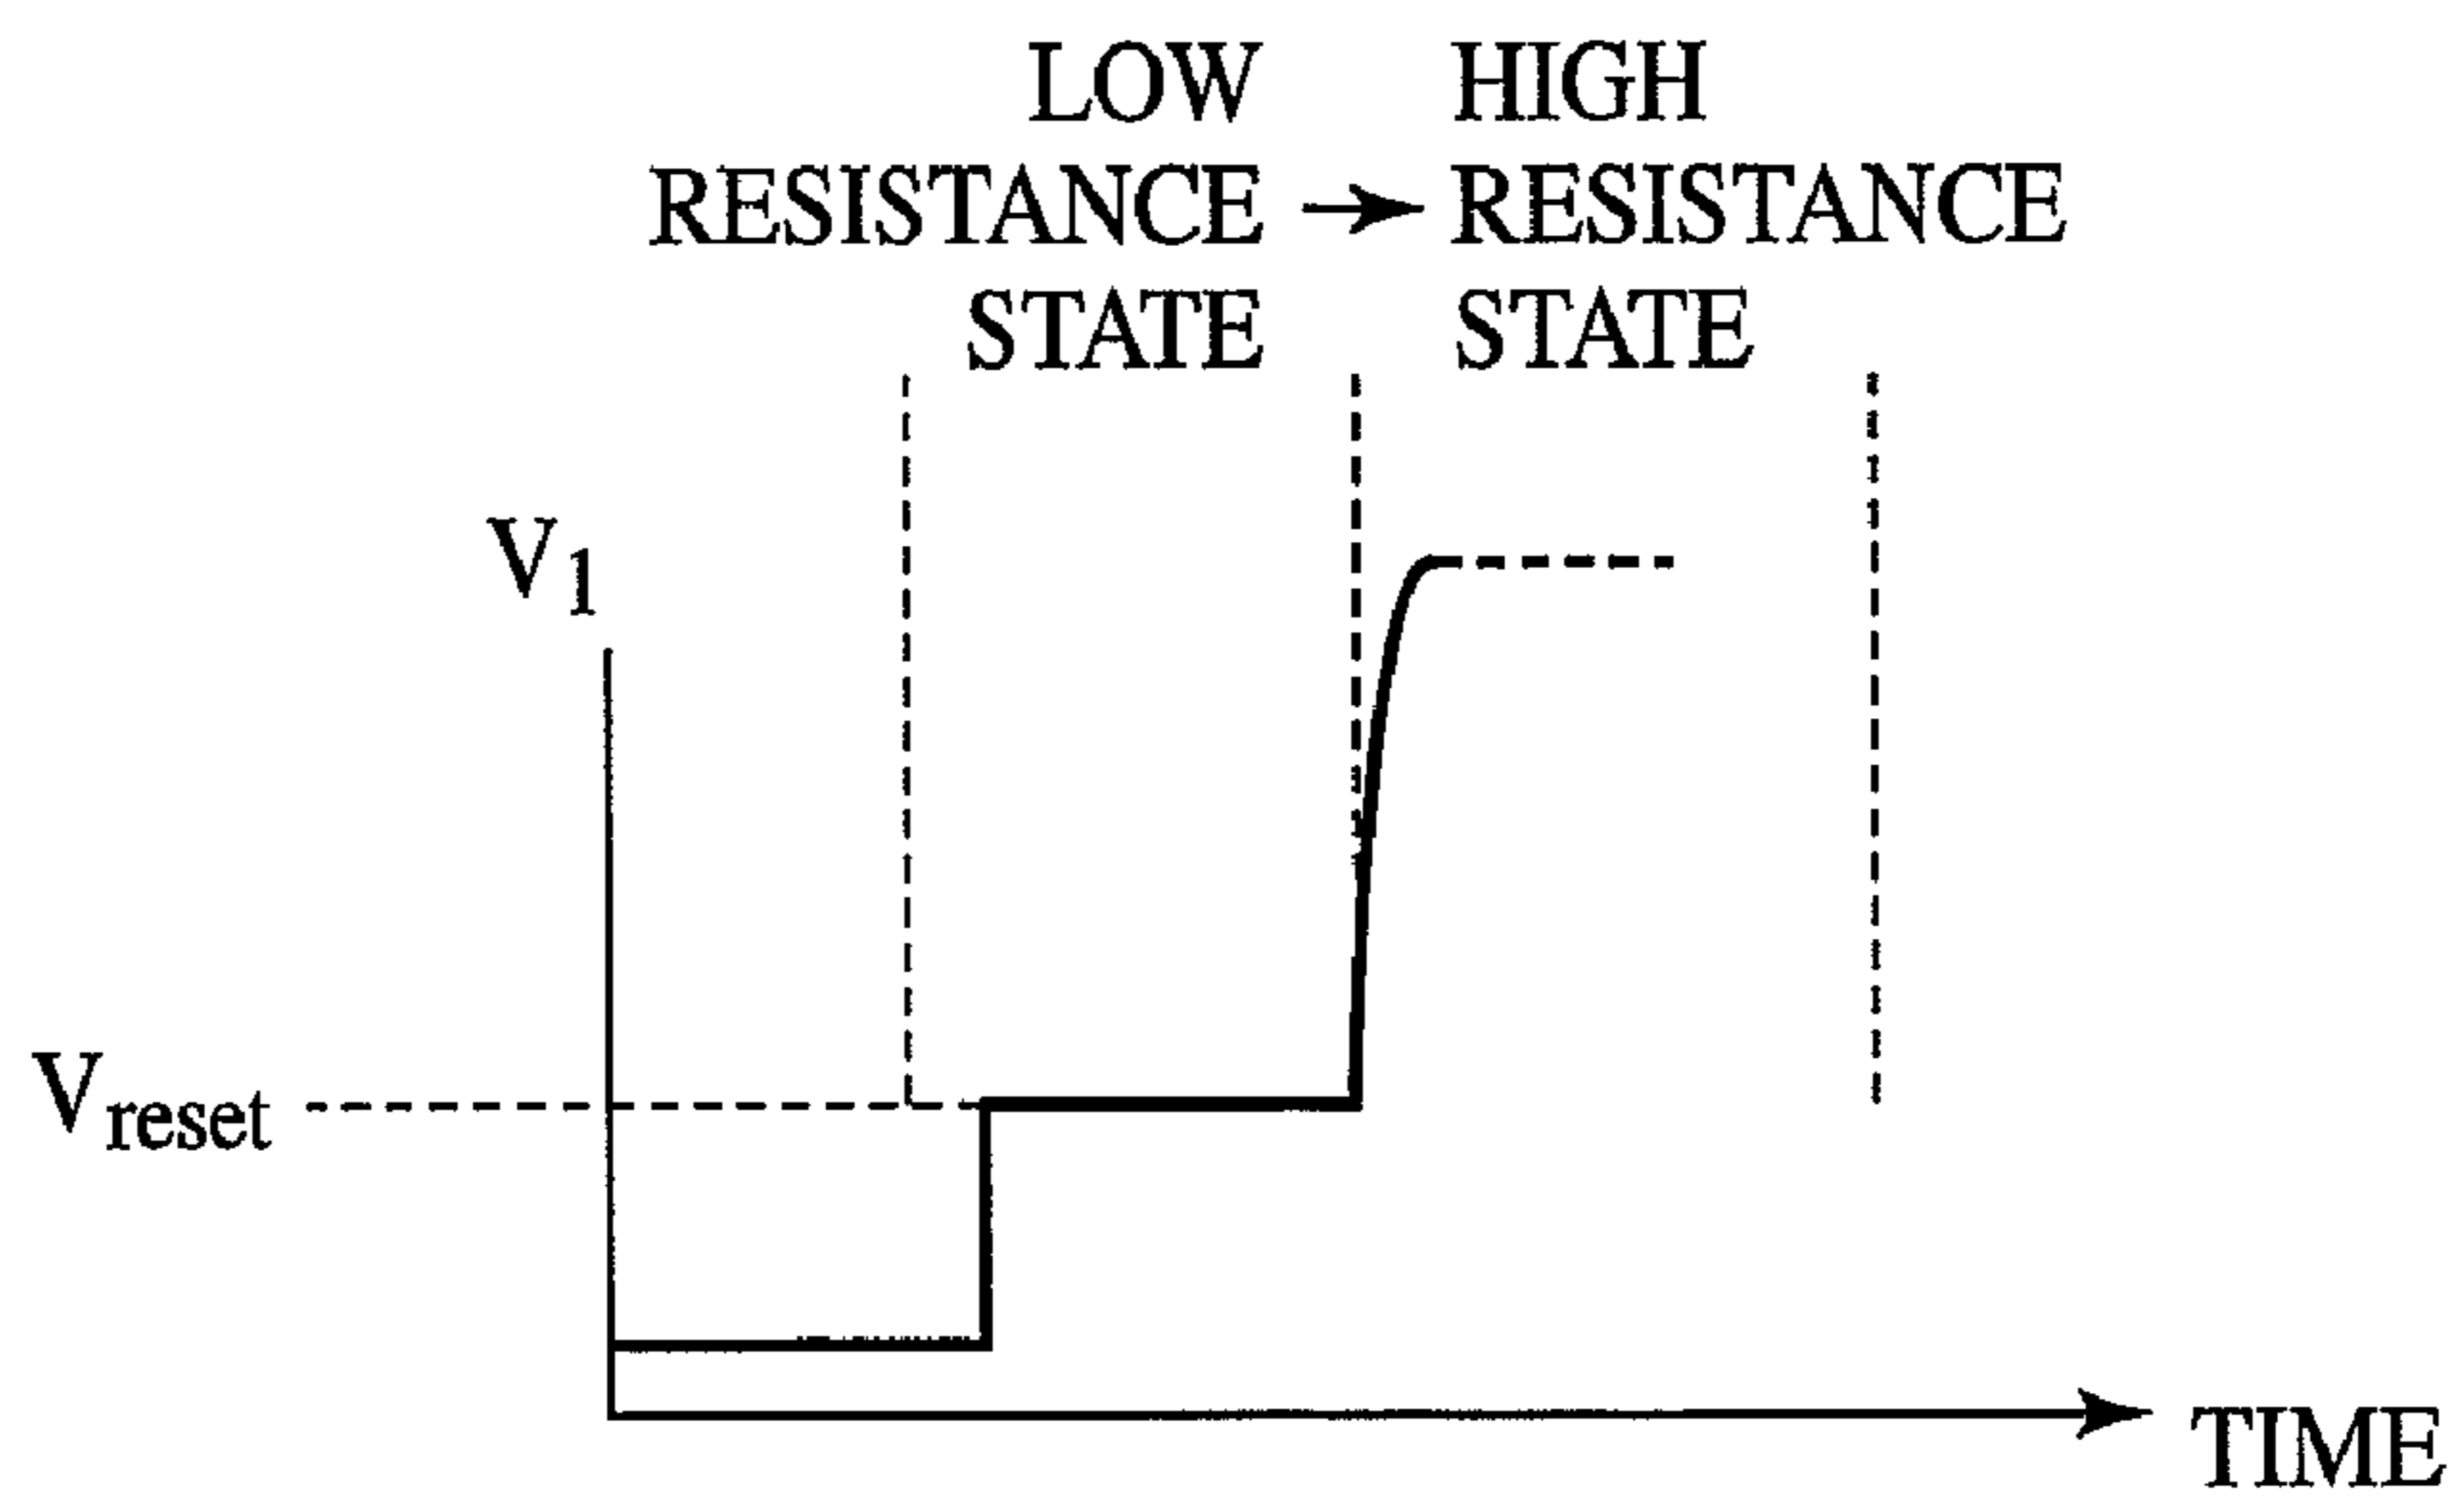 LOW HIGH
RESISTANCE → RESISTANCE
STATE STATE
V1
Vreset
TIME